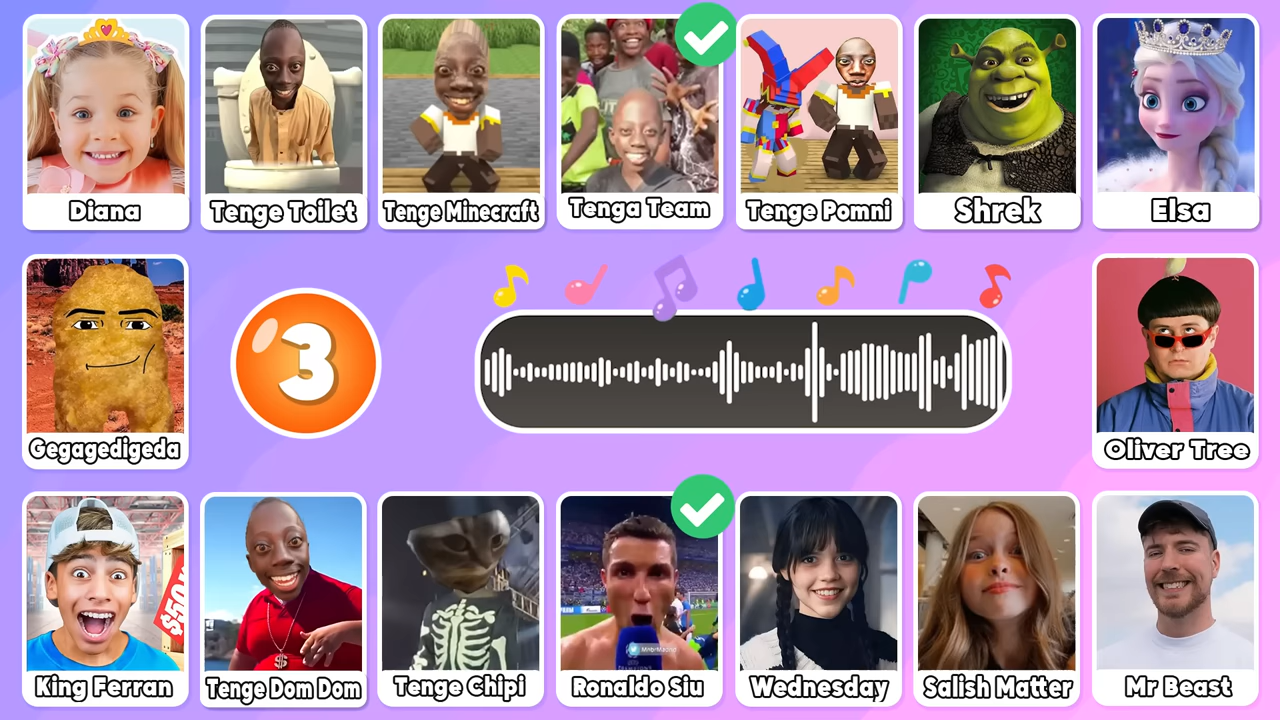 Diana
Tenge Toilet
Tenge Minecraft
Tenga Team
Tenge Pomni
Shrek
Elsa
Gegagedigeda
3
Oliver Tree
King Ferran
Tenge Dom Dom
Tenge Chipi
Ronaldo Siu
Wednesday
Salish Matter
Mr Beast